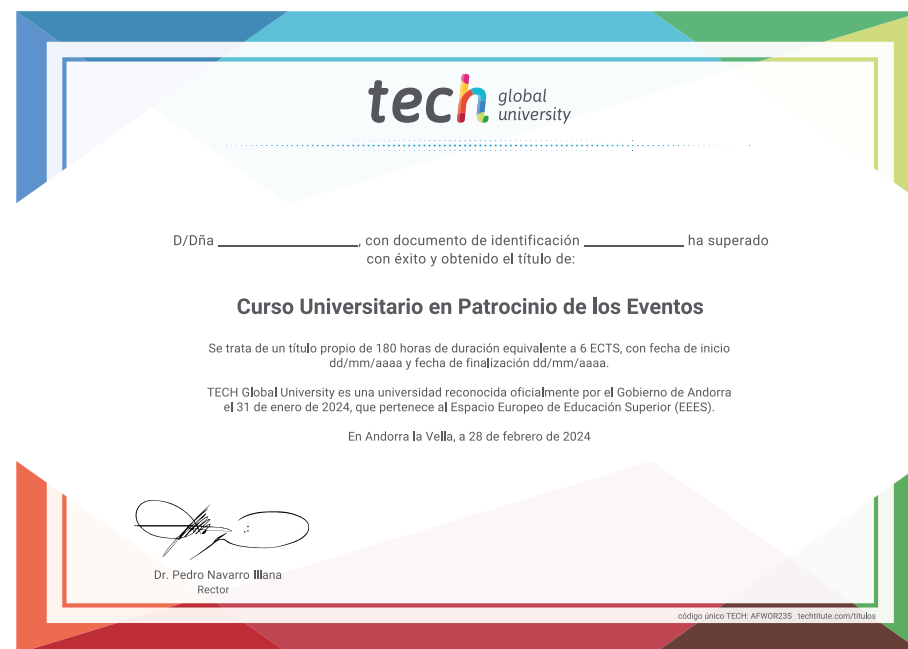 tech global university
D/Dña ____________________, con documento de identificación ______________ ha superado
con éxito y obtenido el título de:
Curso Universitario en Patrocinio de los Eventos
Se trata de un título propio de 180 horas de duración equivalente a 6 ECTS, con fecha de inicio
dd/mm/aaaa y fecha de finalización dd/mm/aaaa.
TECH Global University es una universidad reconocida oficialmente por el Gobierno de Andorra
el 31 de enero de 2024, que pertenece al Espacio Europeo de Educación Superior (EEES).
En Andorra la Vella, a 28 de febrero de 2024
Dr. Pedro Navarro Illana
Rector
código único TECH: AFWOR23S techtitute.com/titulos